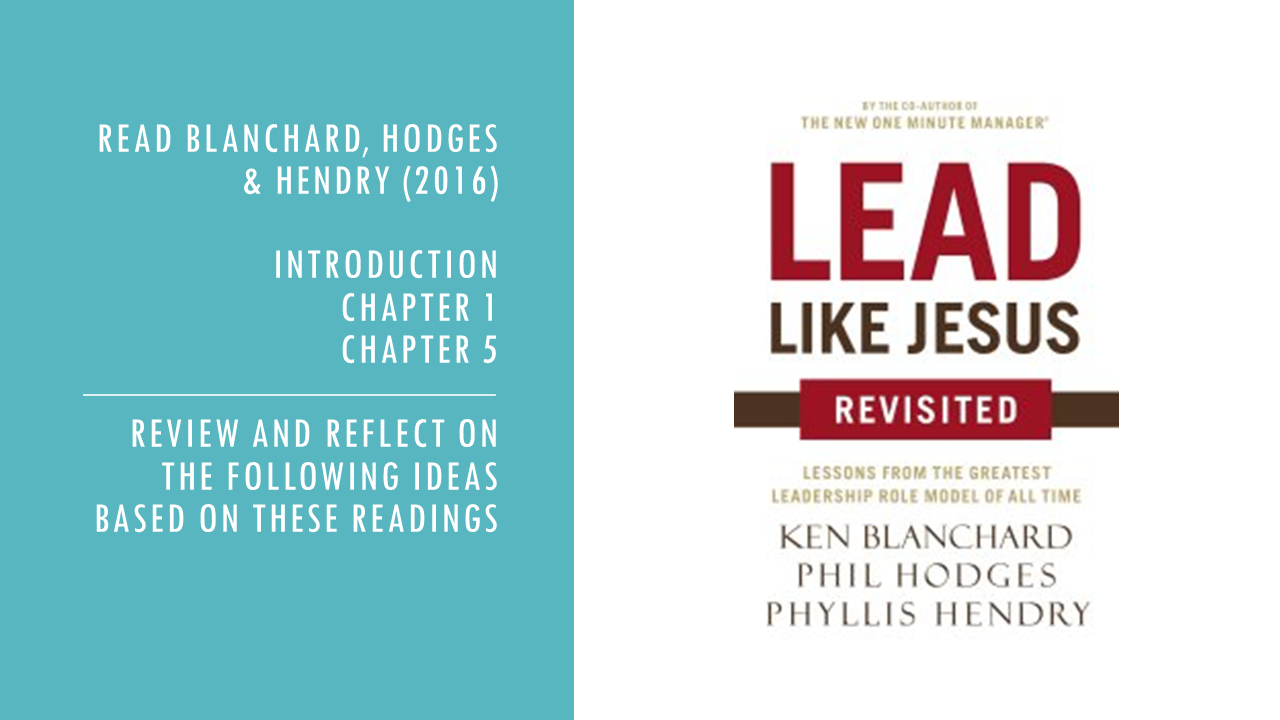 READ BLANCHARD, HODGES
& HENDRY (2016)
INTRODUCTION
CHAPTER 1
CHAPTER 5
REVIEW AND REFLECT ON
THE FOLLOWING IDEAS
BASED ON THESE READINGS
BY THE CO-AUTHOR OF
THE NEW ONE MINUTE MANAGER®
LEAD
LIKE JESUS
REVISITED
LESSONS FROM THE GREATEST
LEADERSHIP ROLE MODEL OF ALL TIME
KEN BLANCHARD
PHIL HODGES
PHYLLIS HENDRY